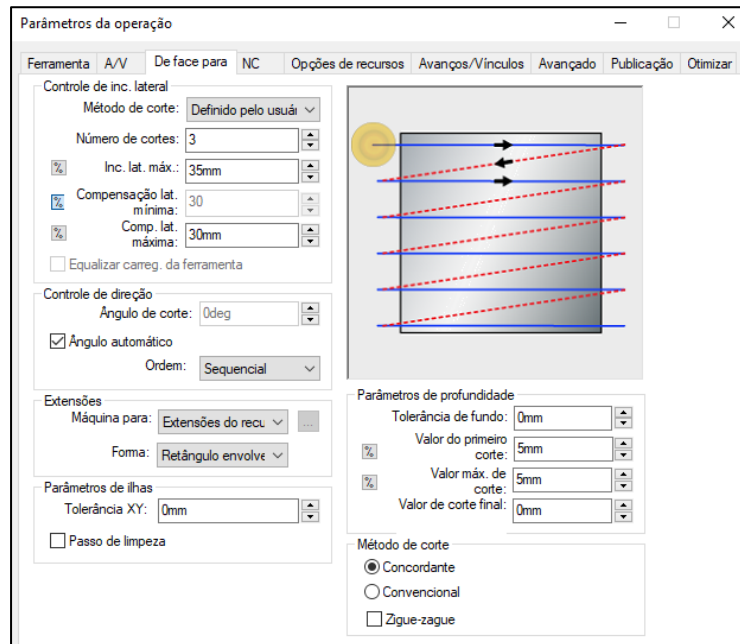 Parâmetros da operação
Ferramenta A/V De face para NC Opções de recursos Avanços/Vínculos Avançado Publicação Otimizar
Controle de inc. lateral
Método de corte: Definido pelo usuá
Número de cortes: 3
% Inc. lat. máx.: 35mm
% Compensação lat. mínima: 30
% Comp. lat. máxima: 30mm
Equalizar carreg. da ferramenta
Controle de direção
Ângulo de corte: 0deg
Ângulo automático
Ordem: Sequencial
Extensões
Máquina para: Extensões do recu ...
Forma: Retângulo envolve
Parâmetros de ilhas
Tolerância XY: 0mm
Passo de limpeza
Parâmetros de profundidade
Tolerância de fundo: 0mm
% Valor do primeiro corte: 5mm
% Valor máx. de corte: 5mm
Valor de corte final: 0mm
Método de corte
Concordante
Convencional
Zigue-zague